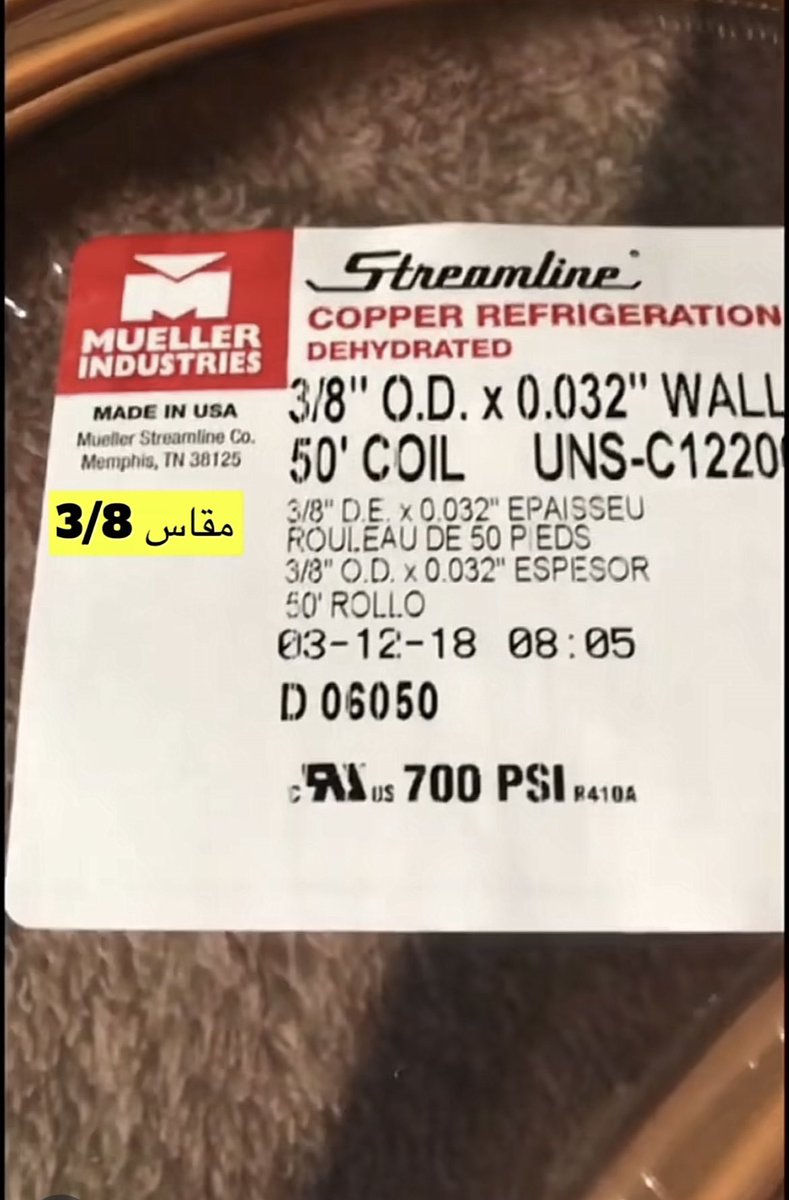 MUELLER
INDUSTRIES
MADE IN USA
Mueller Streamline Co.
Memphis, TN 38125
مقاس 3/8
Streamline
COPPER REFRIGERATION
DEHYDRATED
3/8" O.D. x 0.032" WALL
50' COIL UNS-C1220
3/8" D.E. x 0.032" EPAISSEU
ROULEAU DE 50 PIEDS
3/8" O.D. x 0.032" ESPESOR
50' ROLLO
03-12-18 08:05
D 06050
c RU US 700 PSI R410A